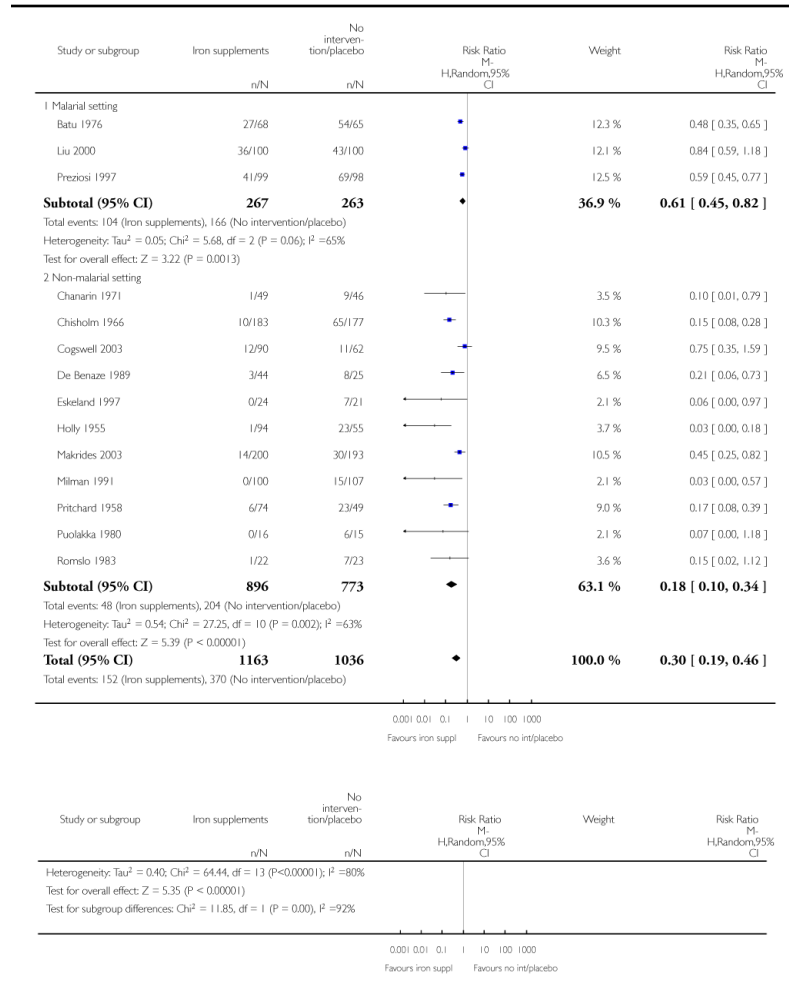 Study or subgroup Iron supplements No interven- tion/placebo Risk Ratio Weight Risk Ratio
M- H,Random,95% CI M- H,Random,95% CI
n/N n/N
1 Malarial setting
Batu 1976 27/68 54/65 12.3 % 0.48 [ 0.35, 0.65 ]
Liu 2000 36/100 43/100 12.1 % 0.84 [ 0.59, 1.18 ]
Preziosi 1997 41/99 69/98 12.5 % 0.59 [ 0.45, 0.77 ]
Subtotal (95% CI) 267 263 36.9 % 0.61 [ 0.45, 0.82 ]
Total events: 104 (Iron supplements), 166 (No intervention/placebo)
Heterogeneity: Tau² = 0.05; Chi² = 5.68, df = 2 (P = 0.06); I² =65%
Test for overall effect: Z = 3.22 (P = 0.0013)
2 Non-malarial setting
Chanarin 1971 1/49 9/46 3.5 % 0.10 [ 0.01, 0.79 ]
Chisholm 1966 10/183 65/177 10.3 % 0.15 [ 0.08, 0.28 ]
Cogswell 2003 12/90 11/62 9.5 % 0.75 [ 0.35, 1.59 ]
De Benaze 1989 3/44 8/25 6.5 % 0.21 [ 0.06, 0.73 ]
Eskeland 1997 0/24 7/21 2.1 % 0.06 [ 0.00, 0.97 ]
Holly 1955 1/94 23/55 3.7 % 0.03 [ 0.00, 0.18 ]
Makrides 2003 14/200 30/193 10.5 % 0.45 [ 0.25, 0.82 ]
Milman 1991 0/100 15/107 2.1 % 0.03 [ 0.00, 0.57 ]
Pritchard 1958 6/74 23/49 9.0 % 0.17 [ 0.08, 0.39 ]
Puolakka 1980 0/16 6/15 2.1 % 0.07 [ 0.00, 1.18 ]
Romslo 1983 1/22 7/23 3.6 % 0.15 [ 0.02, 1.12 ]
Subtotal (95% CI) 896 773 63.1 % 0.18 [ 0.10, 0.34 ]
Total events: 48 (Iron supplements), 204 (No intervention/placebo)
Heterogeneity: Tau² = 0.54; Chi² = 27.25, df = 10 (P = 0.002); I² =63%
Test for overall effect: Z = 5.39 (P < 0.00001)
Total (95% CI) 1163 1036 100.0 % 0.30 [ 0.19, 0.46 ]
Total events: 152 (Iron supplements), 370 (No intervention/placebo)
0.001 0.01 0.1 1 10 100 1000
Favours iron suppl Favours no int/placebo
Study or subgroup Iron supplements No interven- tion/placebo Risk Ratio Weight Risk Ratio
M- H,Random,95% CI M- H,Random,95% CI
n/N n/N
Heterogeneity: Tau² = 0.40; Chi² = 64.44, df = 13 (P<0.00001); I² =80%
Test for overall effect: Z = 5.35 (P < 0.00001)
Test for subgroup differences: Chi² = 11.85, df = 1 (P = 0.00), I² =92%
0.001 0.01 0.1 1 10 100 1000
Favours iron suppl Favours no int/placebo